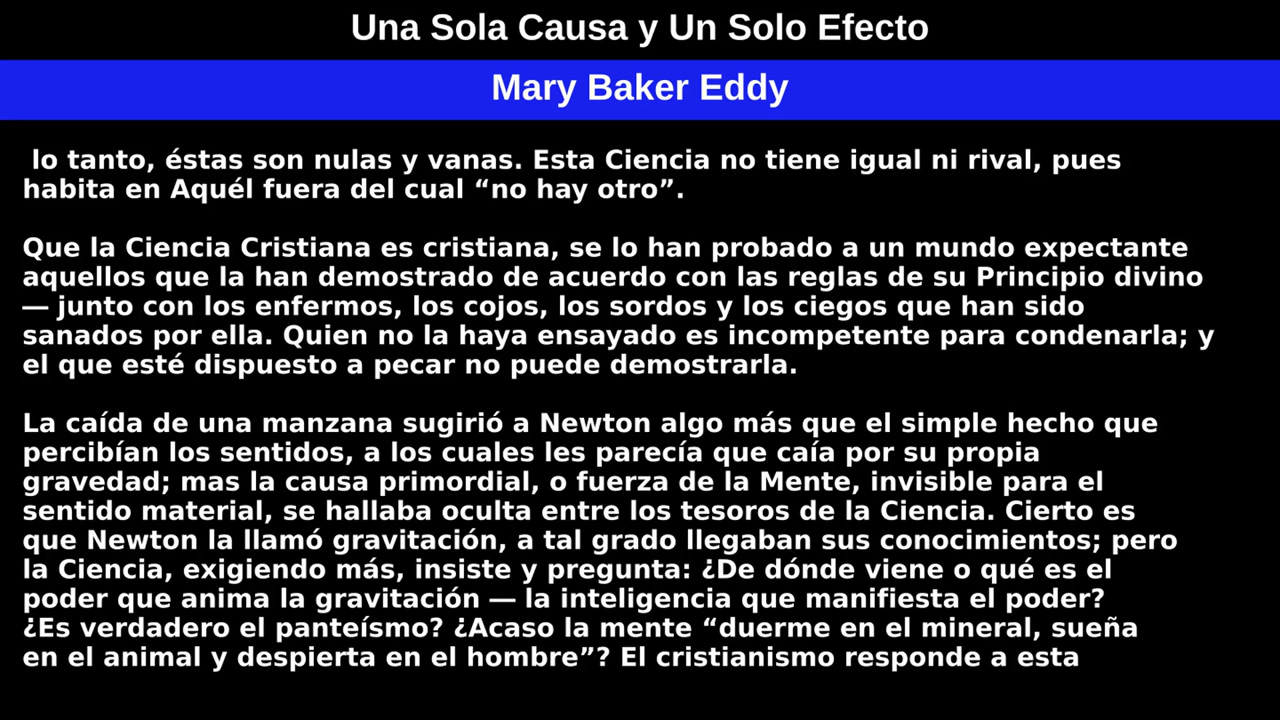 Una Sola Causa y Un Solo Efecto
Mary Baker Eddy
lo tanto, éstas son nulas y vanas. Esta Ciencia no tiene igual ni rival, pues
habita en Aquél fuera del cual “no hay otro”.
Que la Ciencia Cristiana es cristiana, se lo han probado a un mundo expectante
aquellos que la han demostrado de acuerdo con las reglas de su Principio divino
— junto con los enfermos, los cojos, los sordos y los ciegos que han sido
sanados por ella. Quien no la haya ensayado es incompetente para condenarla; y
el que esté dispuesto a pecar no puede demostrarla.
La caída de una manzana sugirió a Newton algo más que el simple hecho que
percibían los sentidos, a los cuales les parecía que caía por su propia
gravedad; mas la causa primordial, o fuerza de la Mente, invisible para el
sentido material, se hallaba oculta entre los tesoros de la Ciencia. Cierto es
que Newton la llamó gravitación, a tal grado llegaban sus conocimientos; pero
la Ciencia, exigiendo más, insiste y pregunta: ¿De dónde viene o qué es el
poder que anima la gravitación — la inteligencia que manifiesta el poder?
¿Es verdadero el panteísmo? ¿Acaso la mente “duerme en el mineral, sueña
en el animal y despierta en el hombre”? El cristianismo responde a esta